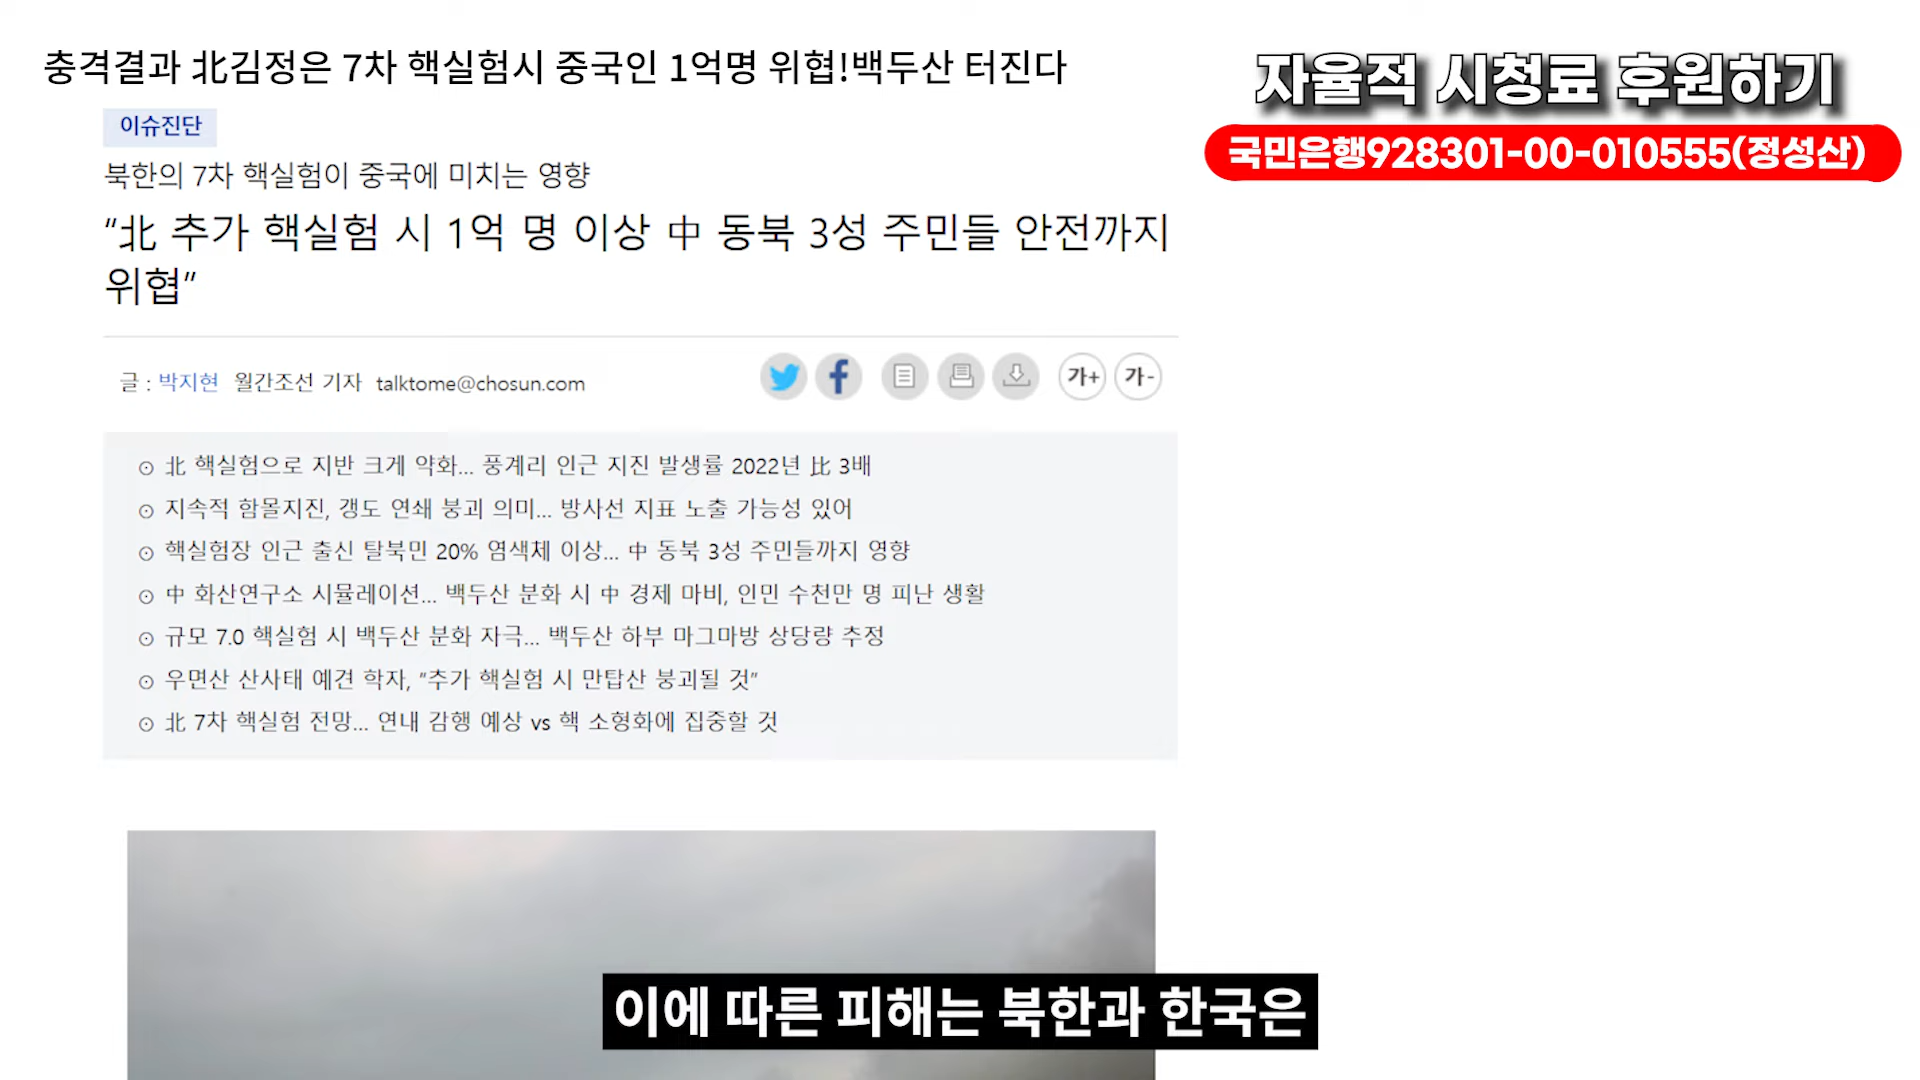 충격결과 北김정은 7차 핵실험시 중국인 1억명 위협!백두산 터진다
자율적 시청료 후원하기
국민은행928301-00-010555(정성산)
이슈진단
북한의 7차 핵실험이 중국에 미치는 영향
“北 추가 핵실험 시 1억 명 이상 中 동북 3성 주민들 안전까지
위협”
글 : 박지현 월간조선 기자 talktome@chosun.com
가+ 가-
⊙ 北 핵실험으로 지반 크게 약화... 풍계리 인근 지진 발생률 2022년 比 3배
⊙ 지속적 함몰지진, 갱도 연쇄 붕괴 의미... 방사선 지표 노출 가능성 있어
⊙ 핵실험장 인근 출신 탈북민 20% 염색체 이상... 中 동북 3성 주민들까지 영향
⊙ 中 화산연구소 시뮬레이션... 백두산 분화 시 中 경제 마비, 인민 수천만 명 피난 생활
⊙ 규모 7.0 핵실험 시 백두산 분화 자극... 백두산 하부 마그마방 상당량 추정
⊙ 우면산 산사태 예견 학자, “추가 핵실험 시 만탑산 붕괴될 것”
⊙ 北 7차 핵실험 전망... 연내 감행 예상 vs 핵 소형화에 집중할 것
이에 따른 피해는 북한과 한국은